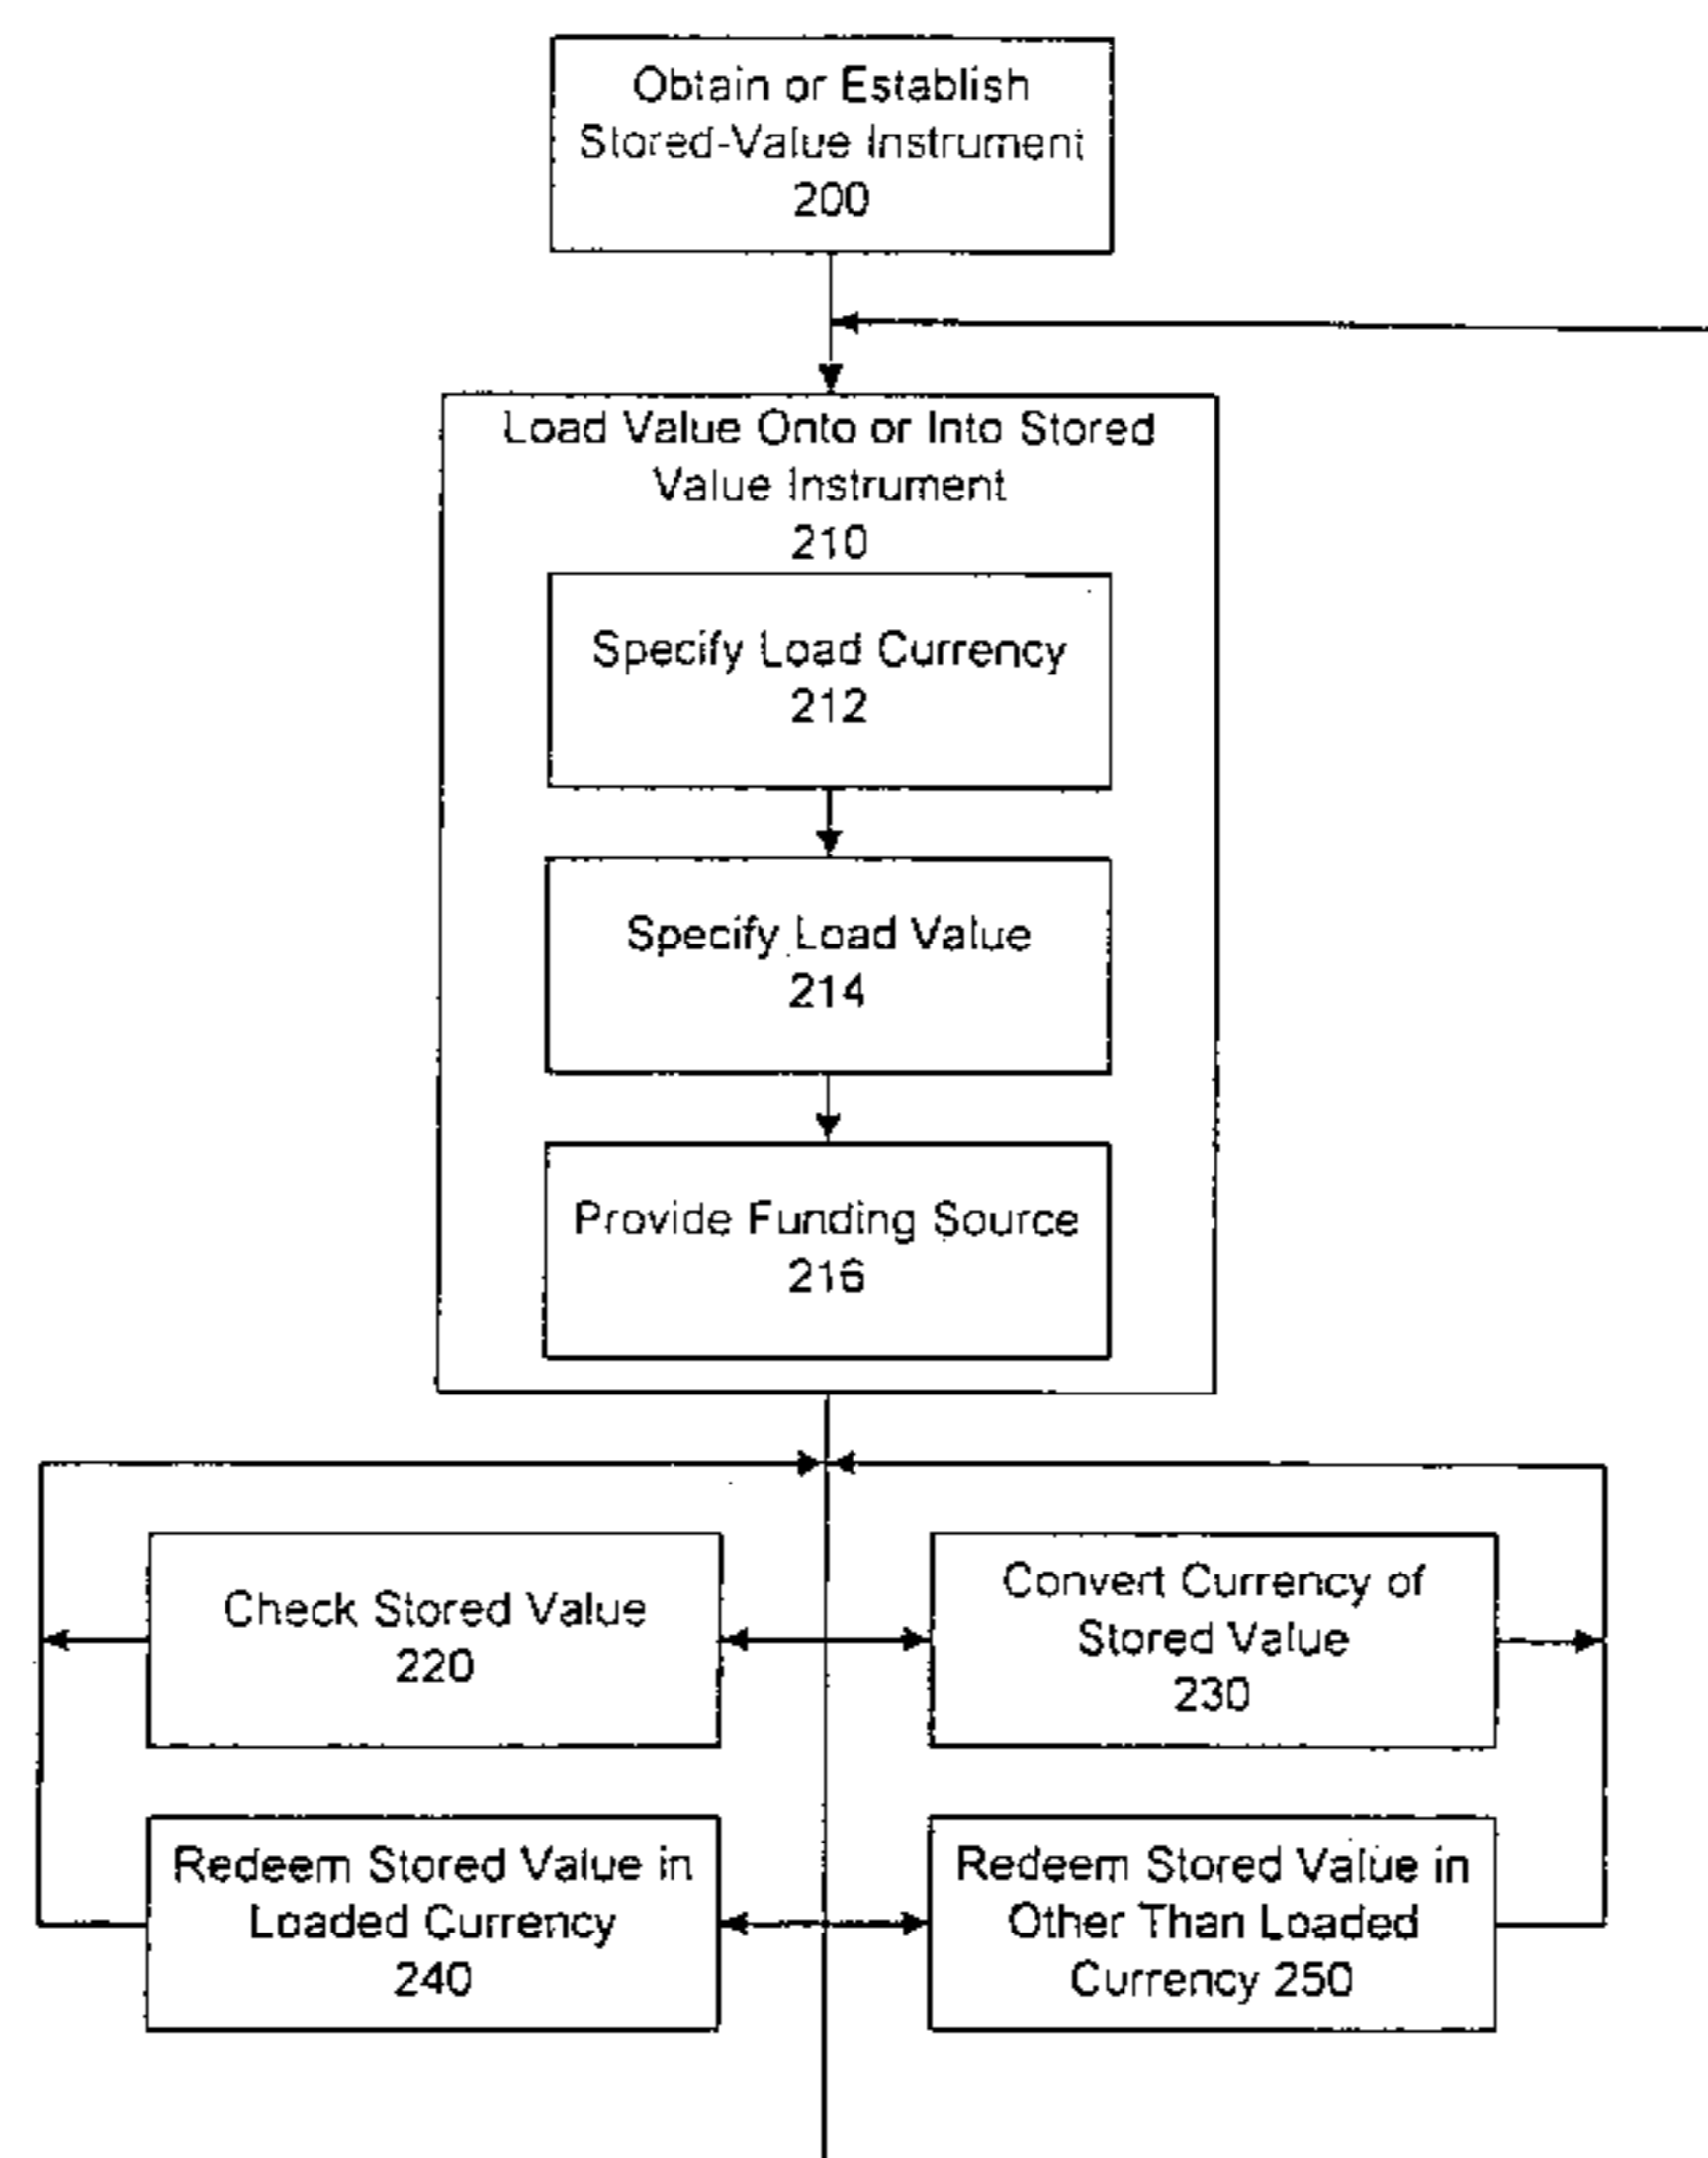 Obtain or Establish
Stored-Value Instrument
200
Load Value Onto or Into Stored
Value Instrument
210
Specify Load Currency
212
Specify Load Value
214
Provide Funding Source
216
Check Stored Value
220
Convert Currency of
Stored Value
230
Redeem Stored Value in
Loaded Currency
240
Redeem Stored Value in
Other Than Loaded
Currency 250